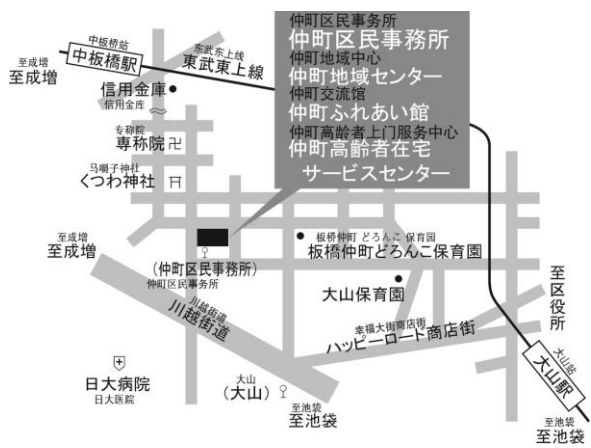 中板桥站
中板橋駅
至成增
至成増
东武东上线
東武東上線
信用金庫
信用金库
专称院
専称院
马嚼子神社
くつわ神社
仲町区民事务所
仲町区民事務所
仲町地域中心
仲町地域センター
仲町交流馆
仲町ふれあい館
仲町高龄者上门服务中心
仲町高齢者在宅
サービスセンター
至成增
至成増
(仲町区民事務所)
仲町区民事务所
板桥仲町 どろんこ 保育园
板橋仲町どろんこ保育園
大山保育園
川越街道
川越街道
幸福大街商店街
ハッピーロード商店街
至区役所
大山站
大山駅
日大病院
日大医院
大山
(大山)
至池袋
至池袋
至池袋
至池袋